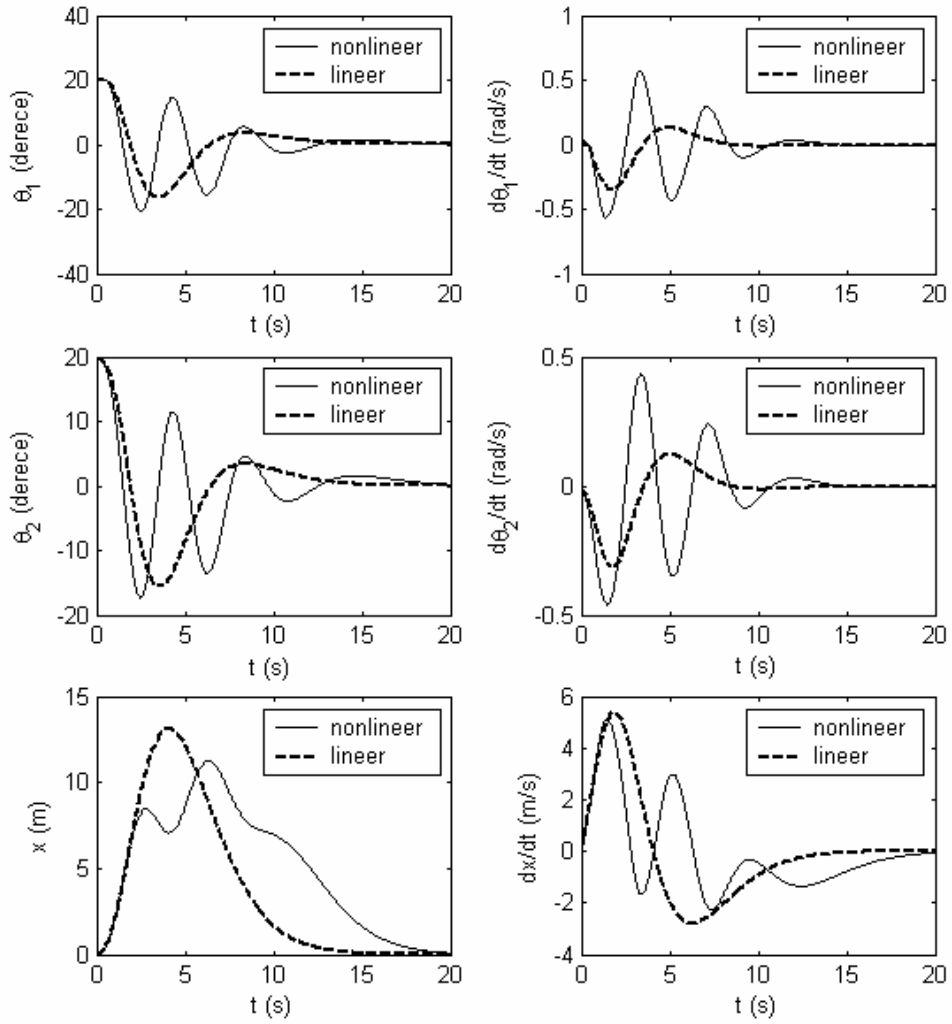 40
20
0
-20
-40
θ1 (derece)
0 5 10 15 20
t (s)
nonlineer
lineer
1
0.5
0
-0.5
-1
dθ1/dt (rad/s)
0 5 10 15 20
t (s)
nonlineer
lineer
20
10
0
-10
-20
θ2 (derece)
0 5 10 15 20
t (s)
nonlineer
lineer
0.5
0
-0.5
dθ2/dt (rad/s)
0 5 10 15 20
t (s)
nonlineer
lineer
15
10
5
0
x (m)
0 5 10 15 20
t (s)
nonlineer
lineer
6
4
2
0
-2
-4
dx/dt (m/s)
0 5 10 15 20
t (s)
nonlineer
lineer